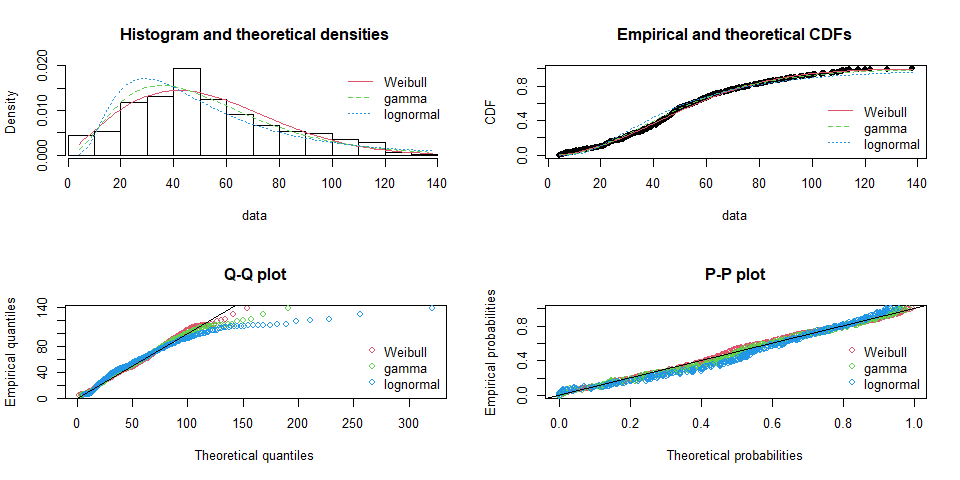 Histogram and theoretical densities
Density
0.000 0.010 0.020
Weibull
gamma
lognormal
0 20 40 60 80 100 120 140
data
Empirical and theoretical CDFs
CDF
0.0 0.4 0.8
Weibull
gamma
lognormal
0 20 40 60 80 100 120 140
data
Q-Q plot
Empirical quantiles
0 40 80 140
Weibull
gamma
lognormal
0 50 100 150 200 250 300
Theoretical quantiles
P-P plot
Empirical probabilities
0.0 0.4 0.8
Weibull
gamma
lognormal
0.0 0.2 0.4 0.6 0.8 1.0
Theoretical probabilities